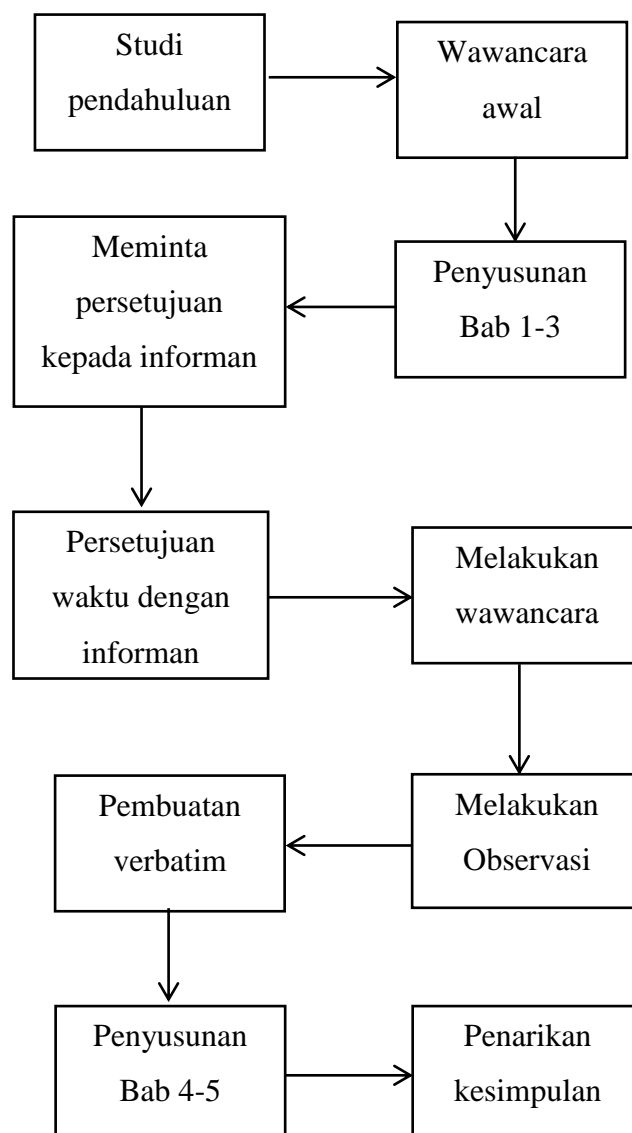 Studi
pendahuluan
Wawancara
awal
Penyusunan
Bab 1-3
Meminta
persetujuan
kepada informan
Persetujuan
waktu dengan
informan
Melakukan
wawancara
Melakukan
Observasi
Pembuatan
verbatim
Penyusunan
Bab 4-5
Penarikan
kesimpulan